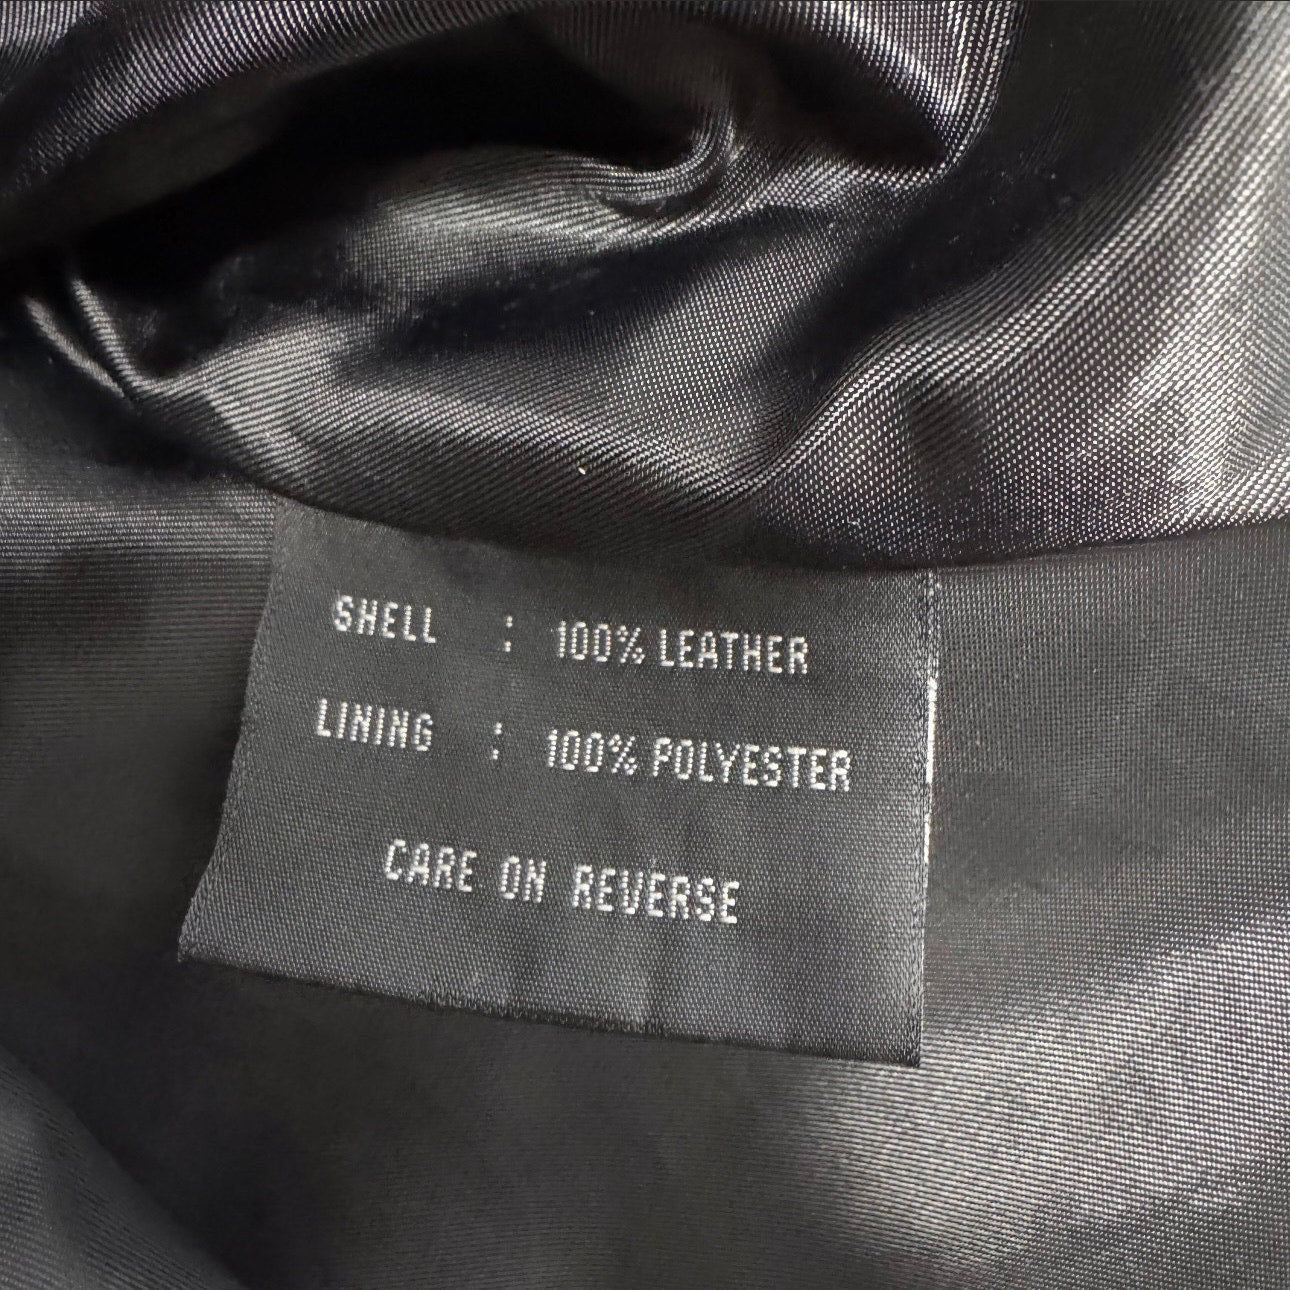 SHELL : 100% LEATHER
LINING : 100% POLYESTER
CARE ON REVERSE